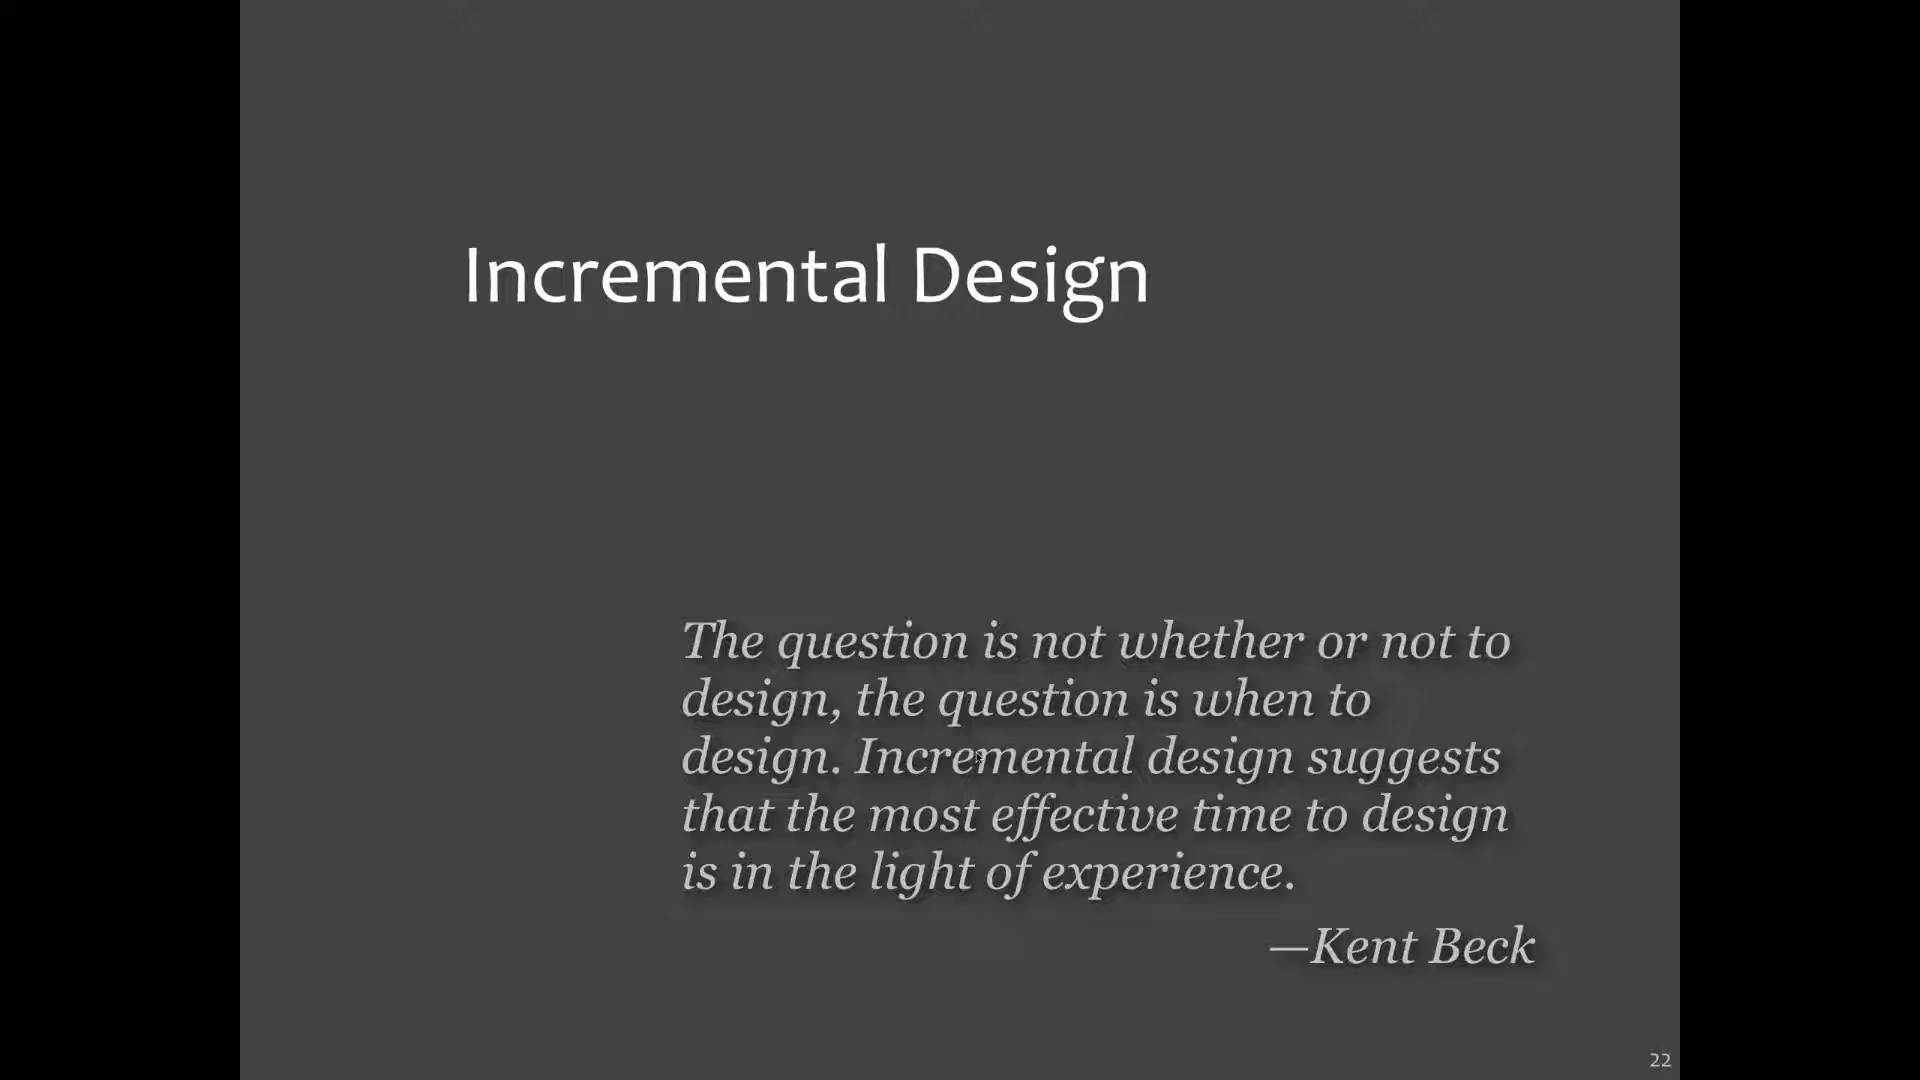 Incremental Design
The question is not whether or not to
design, the question is when to
design. Incremental design suggests
that the most effective time to design
is in the light of experience.
—Kent Beck
22